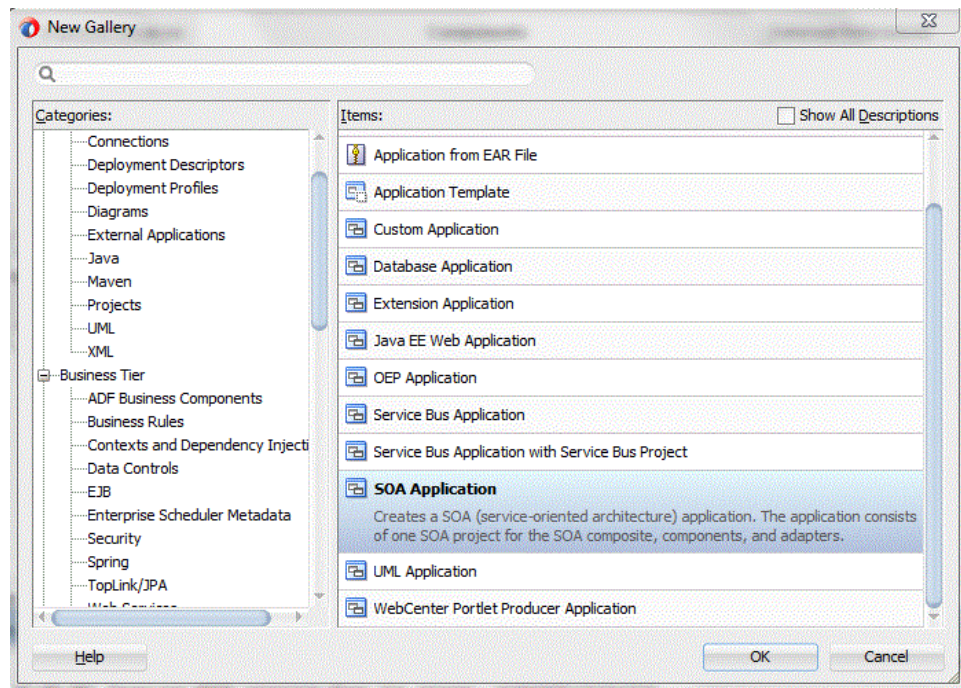 New Gallery
Categories:
Connections
Deployment Descriptors
Deployment Profiles
Diagrams
External Applications
Java
Maven
Projects
UML
XML
Business Tier
ADF Business Components
Business Rules
Contexts and Dependency Injecti
Data Controls
EJB
Enterprise Scheduler Metadata
Security
Spring
TopLink/JPA
Items:
Show All Descriptions
Application from EAR File
Application Template
Custom Application
Database Application
Extension Application
Java EE Web Application
OEP Application
Service Bus Application
Service Bus Application with Service Bus Project
SOA Application
Creates a SOA (service-oriented architecture) application. The application consists
of one SOA project for the SOA composite, components, and adapters.
UML Application
WebCenter Portlet Producer Application
Help
OK
Cancel